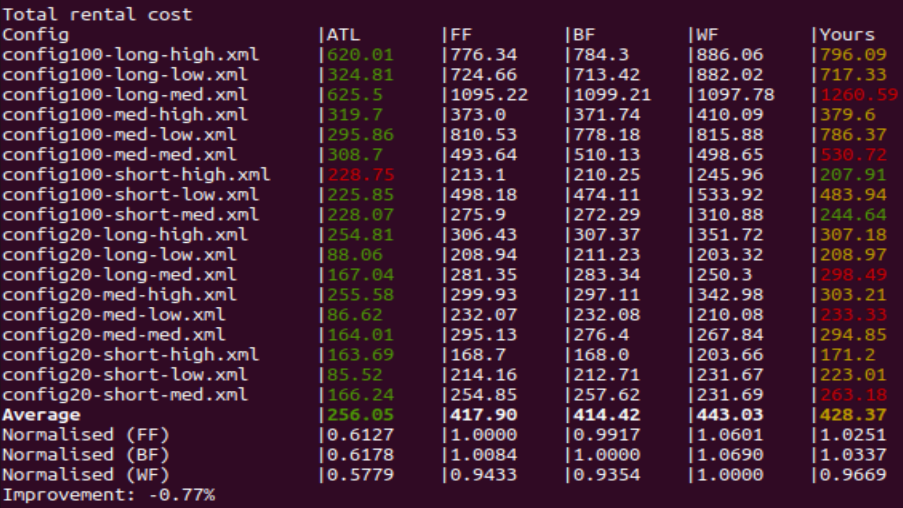 Total rental cost
Config |ATL |FF |BF |WF |Yours
config100-long-high.xml |620.01 |776.34 |784.3 |886.06 |796.09
config100-long-low.xml |324.81 |724.66 |713.42 |882.02 |717.33
config100-long-med.xml |625.5 |1095.22 |1099.21 |1097.78 |1260.59
config100-med-high.xml |319.7 |373.0 |371.74 |410.09 |379.6
config100-med-low.xml |295.86 |810.53 |778.18 |815.88 |786.37
config100-med-med.xml |308.7 |493.64 |510.13 |498.65 |530.72
config100-short-high.xml |228.75 |213.1 |210.25 |245.96 |207.91
config100-short-low.xml |225.85 |498.18 |474.11 |533.92 |483.94
config100-short-med.xml |228.07 |275.9 |272.29 |310.88 |244.64
config20-long-high.xml |254.81 |306.43 |307.37 |351.72 |307.18
config20-long-low.xml |88.06 |208.94 |211.23 |203.32 |208.97
config20-long-med.xml |167.04 |281.35 |283.34 |250.3 |298.49
config20-med-high.xml |255.58 |299.93 |297.11 |342.98 |303.21
config20-med-low.xml |86.62 |232.07 |232.08 |210.08 |233.33
config20-med-med.xml |164.01 |295.13 |276.4 |267.84 |294.85
config20-short-high.xml |163.69 |168.7 |168.0 |203.66 |171.2
config20-short-low.xml |85.52 |214.16 |212.71 |231.67 |223.01
config20-short-med.xml |166.24 |254.85 |257.62 |231.69 |263.18
Average |256.05 |417.90 |414.42 |443.03 |428.37
Normalised (FF) |0.6127 |1.0000 |0.9917 |1.0601 |1.0251
Normalised (BF) |0.6178 |1.0084 |1.0000 |1.0690 |1.0337
Normalised (WF) |0.5779 |0.9433 |0.9354 |1.0000 |0.9669
Improvement: -0.77%